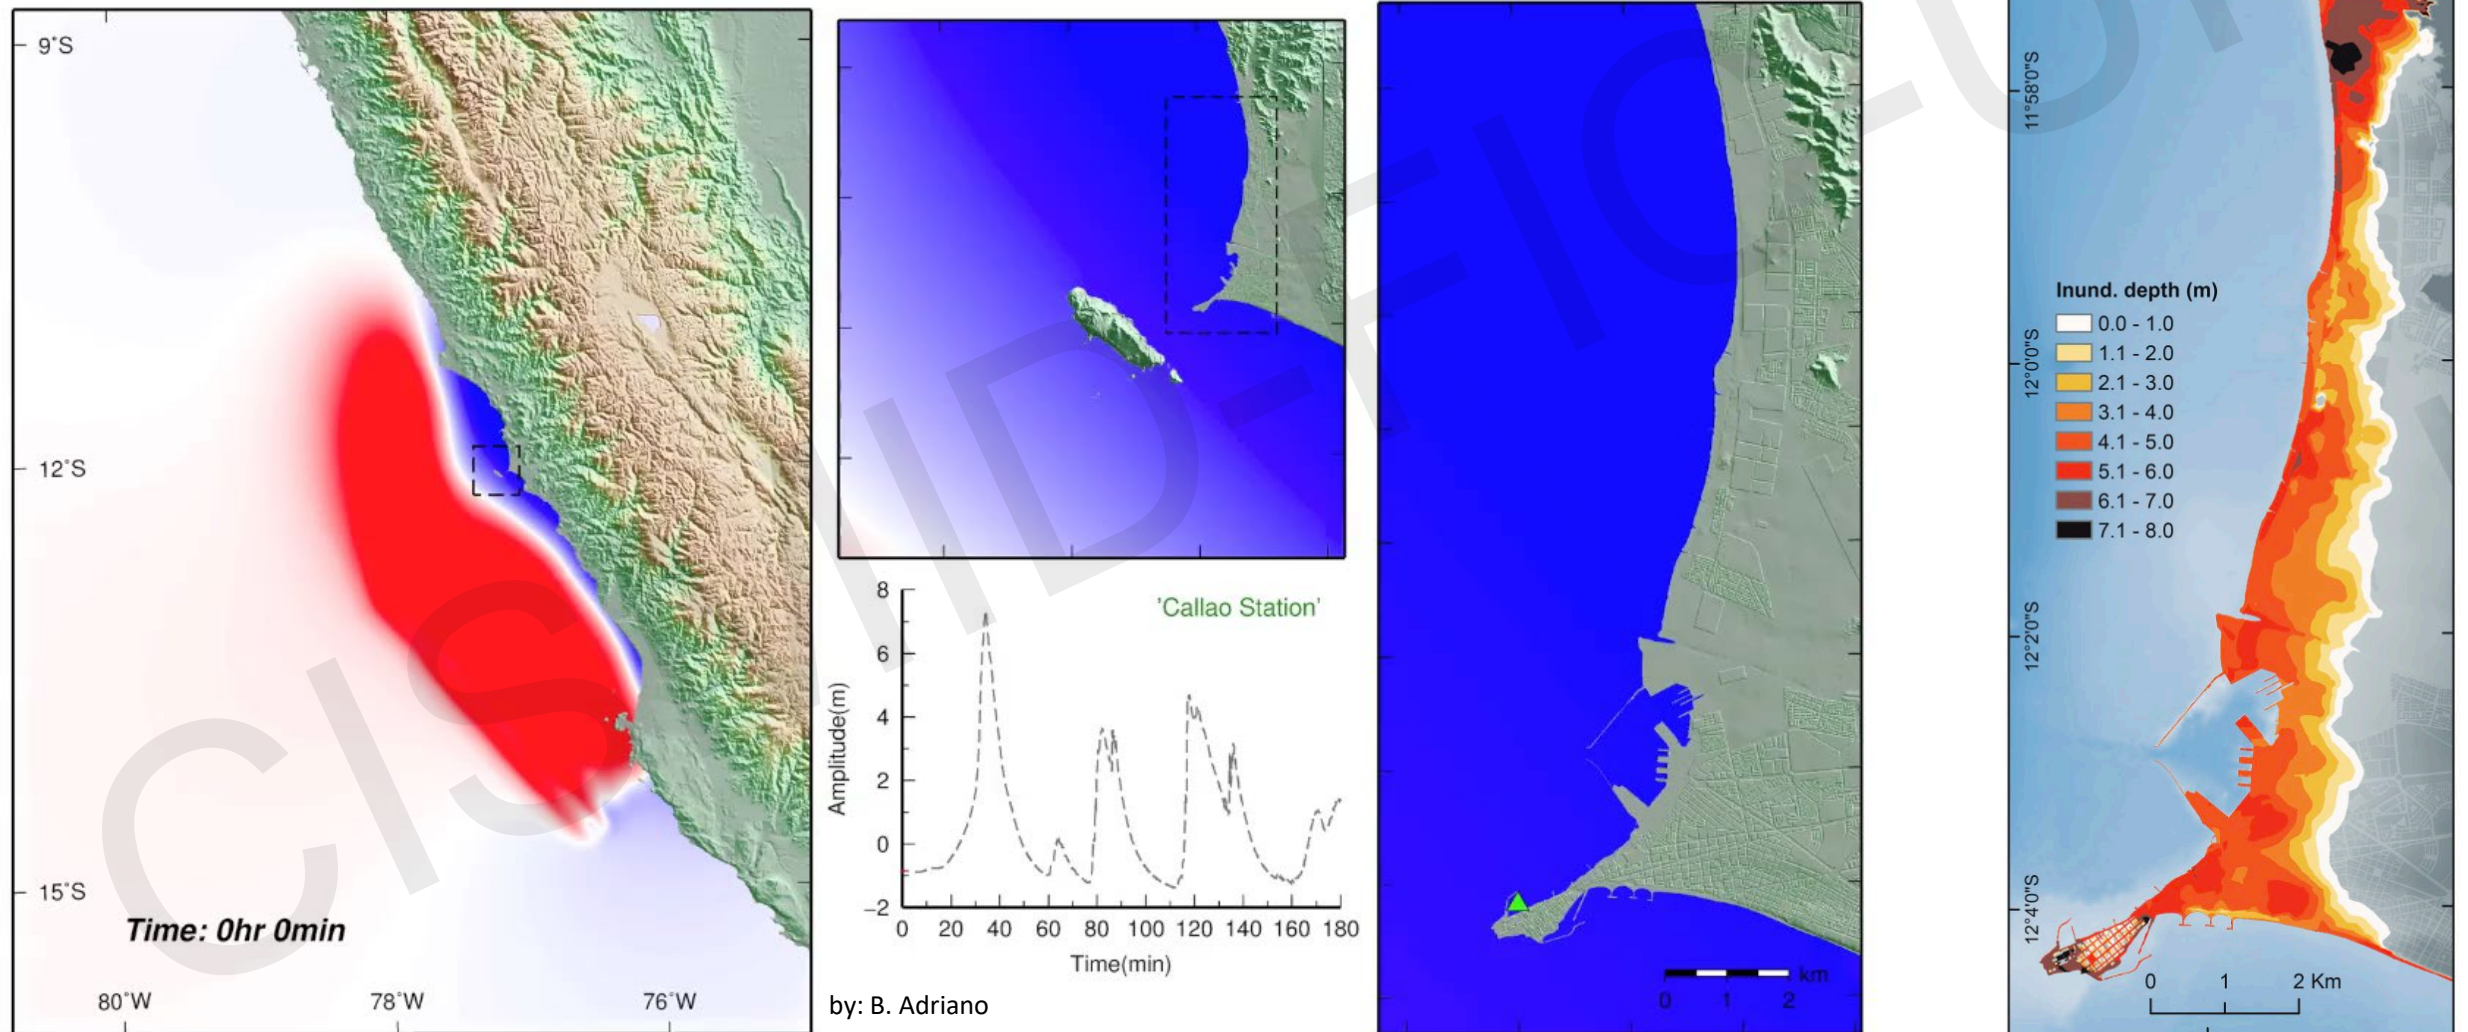 9°S
12°S
15°S
Time: 0hr 0min
80°W
78°W
76°W
'Callao Station'
Amplitude(m)
8
6
4
2
0
−2
0 20 40 60 80 100 120 140 160 180
Time(min)
by: B. Adriano
km
0 1 2
11°58'0"S
12°0'0"S
12°2'0"S
12°4'0"S
Inund. depth (m)
0.0 - 1.0
1.1 - 2.0
2.1 - 3.0
3.1 - 4.0
4.1 - 5.0
5.1 - 6.0
6.1 - 7.0
7.1 - 8.0
0 1 2 Km
CISMID-FIC-U